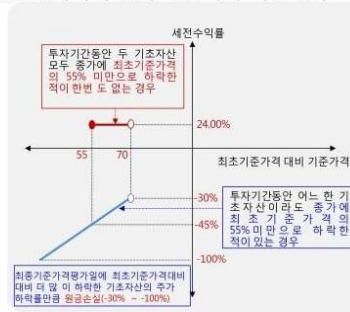 세전수익률
투자기간동안 두 기초자산
모두 종가에 최초기준가격
의 55% 미만으로 하락한
적이 한번 도 없는 경우
24.00%
55
70
최초기준가격 대비 기준가격
-30%
투자기간동안 어느 한 기
초자산이라도 종가에
최초기준가격의
55% 미만으로 하락한
적이 있는 경우
-45%
-100%
최종기준가격평가일에 최초기준가격대비
대비 더 많 이 하락한 기초자산의 주가
하락률만큼 원금손실(-30% ~ -100%)